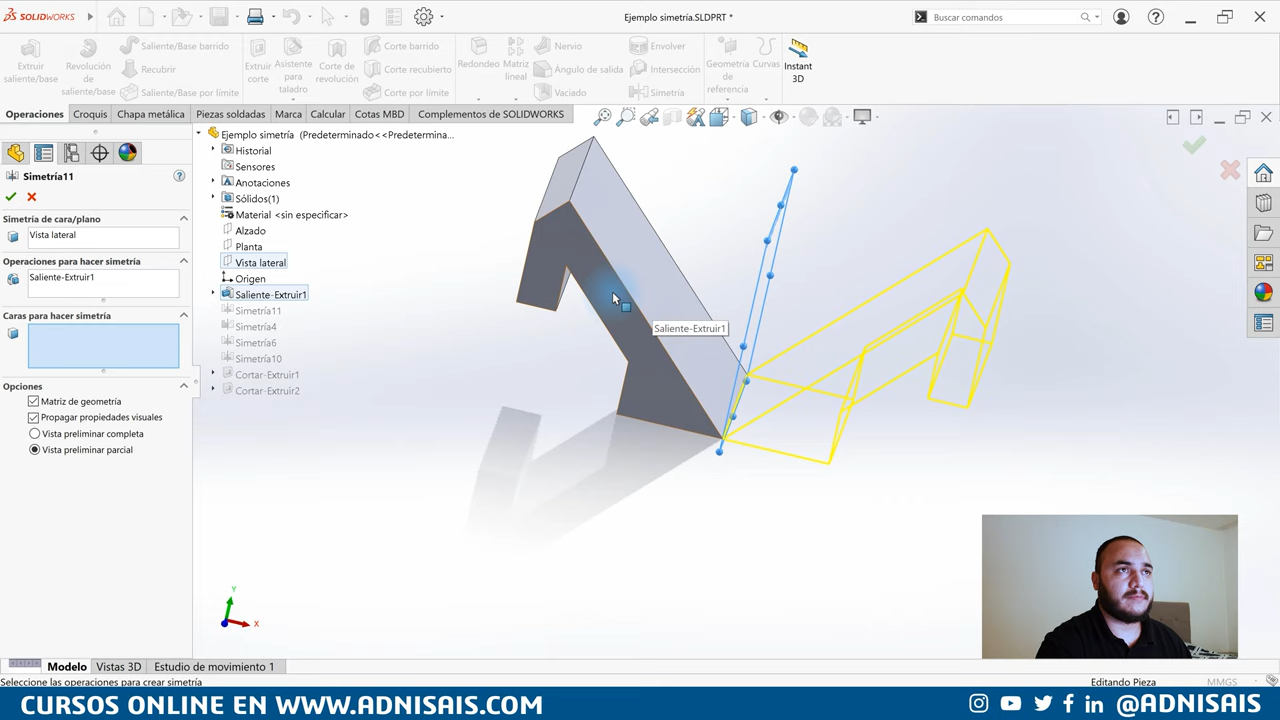 SOLIDWORKS
Ejemplo simetría.SLDPRT *
Buscar comandos
Extruir saliente/base
Revolución de saliente/base
Saliente/Base barrido
Recubrir
Saliente/Base por límite
Extruir corte
Asistente para taladro
Corte de revolución
Corte barrido
Corte recubierto
Corte por límite
Redondeo
Matriz lineal
Nervio
Ángulo de salida
Vaciado
Envolver
Intersección
Simetría
Geometría de referencia
Curvas
Instant 3D
Operaciones
Croquis
Chapa metálica
Piezas soldadas
Marca
Calcular
Cotas MBD
Complementos de SOLIDWORKS
Simetría11
Simetría de cara/plano
Vista lateral
Operaciones para hacer simetría
Saliente-Extruir1
Caras para hacer simetría
Opciones
Matriz de geometría
Propagar propiedades visuales
Vista preliminar completa
Vista preliminar parcial
Ejemplo simetría (Predeterminado<<Predetermina...
Historial
Sensores
Anotaciones
Sólidos(1)
Material <sin especificar>
Alzado
Planta
Vista lateral
Origen
Saliente-Extruir1
Simetría11
Simetría4
Simetría6
Simetría10
Cortar-Extruir1
Cortar-Extruir2
Saliente-Extruir1
Y
X
Modelo
Vistas 3D
Estudio de movimiento 1
Seleccione las operaciones para crear simetría
Editando Pieza
MMGS
CURSOS ONLINE EN WWW.ADNISAIS.COM
@ADNISAIS